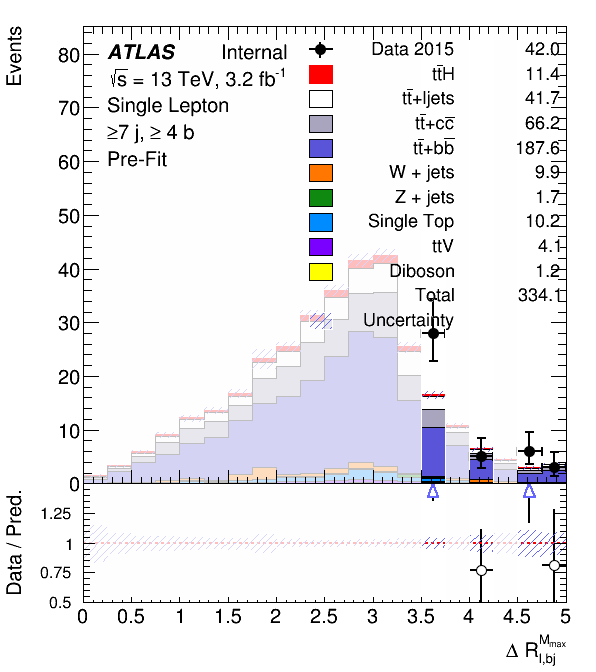 Events
ATLAS Internal
√s = 13 TeV, 3.2 fb⁻¹
Single Lepton
≥7 j, ≥ 4 b
Pre-Fit
Data 2015 42.0
tt̄H 11.4
tt̄+ljets 41.7
tt̄+cc̄ 66.2
tt̄+bb̄ 187.6
W + jets 9.9
Z + jets 1.7
Single Top 10.2
ttV 4.1
Diboson 1.2
Total 334.1
Uncertainty
80
70
60
50
40
30
20
10
0
Data / Pred.
1.25
1
0.75
0.5
0 0.5 1 1.5 2 2.5 3 3.5 4 4.5 5
Δ R_{l,bj}^{M_{max}}